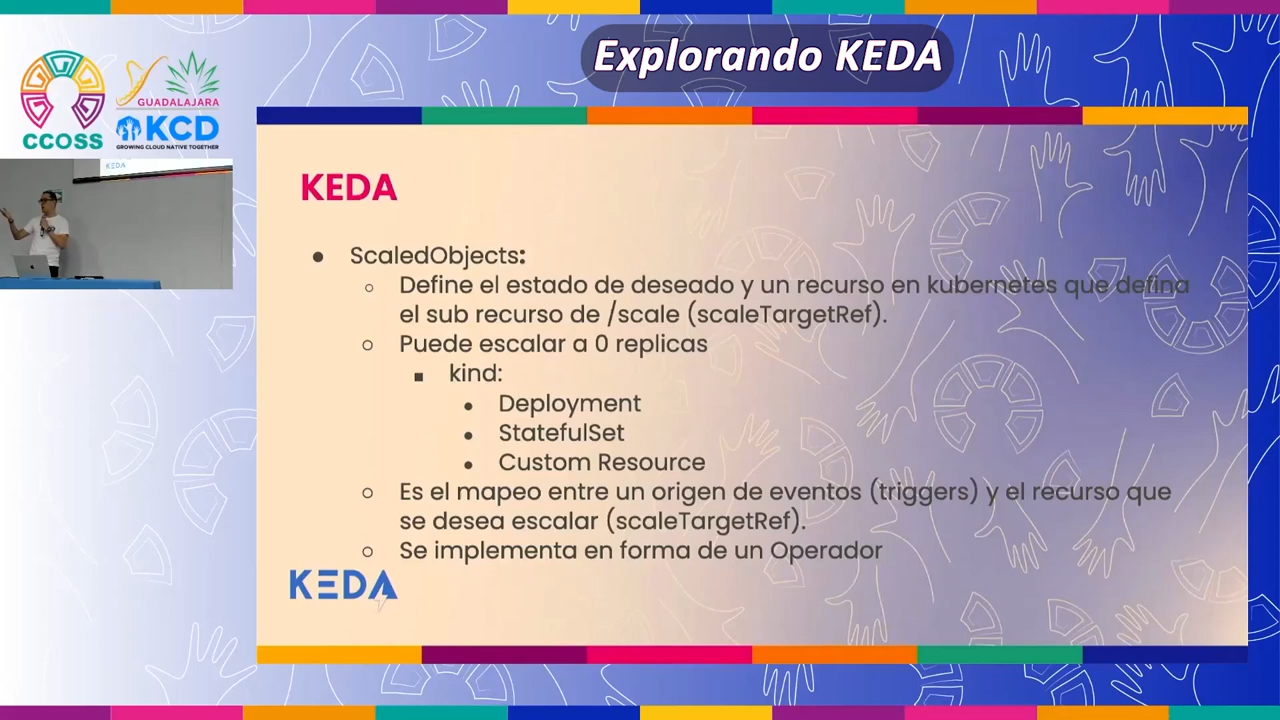 Explorando KEDA
CCOSS
GUADALAJARA
KCD
GROWING CLOUD NATIVE TOGETHER
KEDA
KEDA
● ScaledObjects:
○ Define el estado de deseado y un recurso en kubernetes que defina
el sub recurso de /scale (scaleTargetRef).
○ Puede escalar a 0 replicas
■ kind:
● Deployment
● StatefulSet
● Custom Resource
○ Es el mapeo entre un origen de eventos (triggers) y el recurso que
se desea escalar (scaleTargetRef).
○ Se implementa en forma de un Operador
KEDA